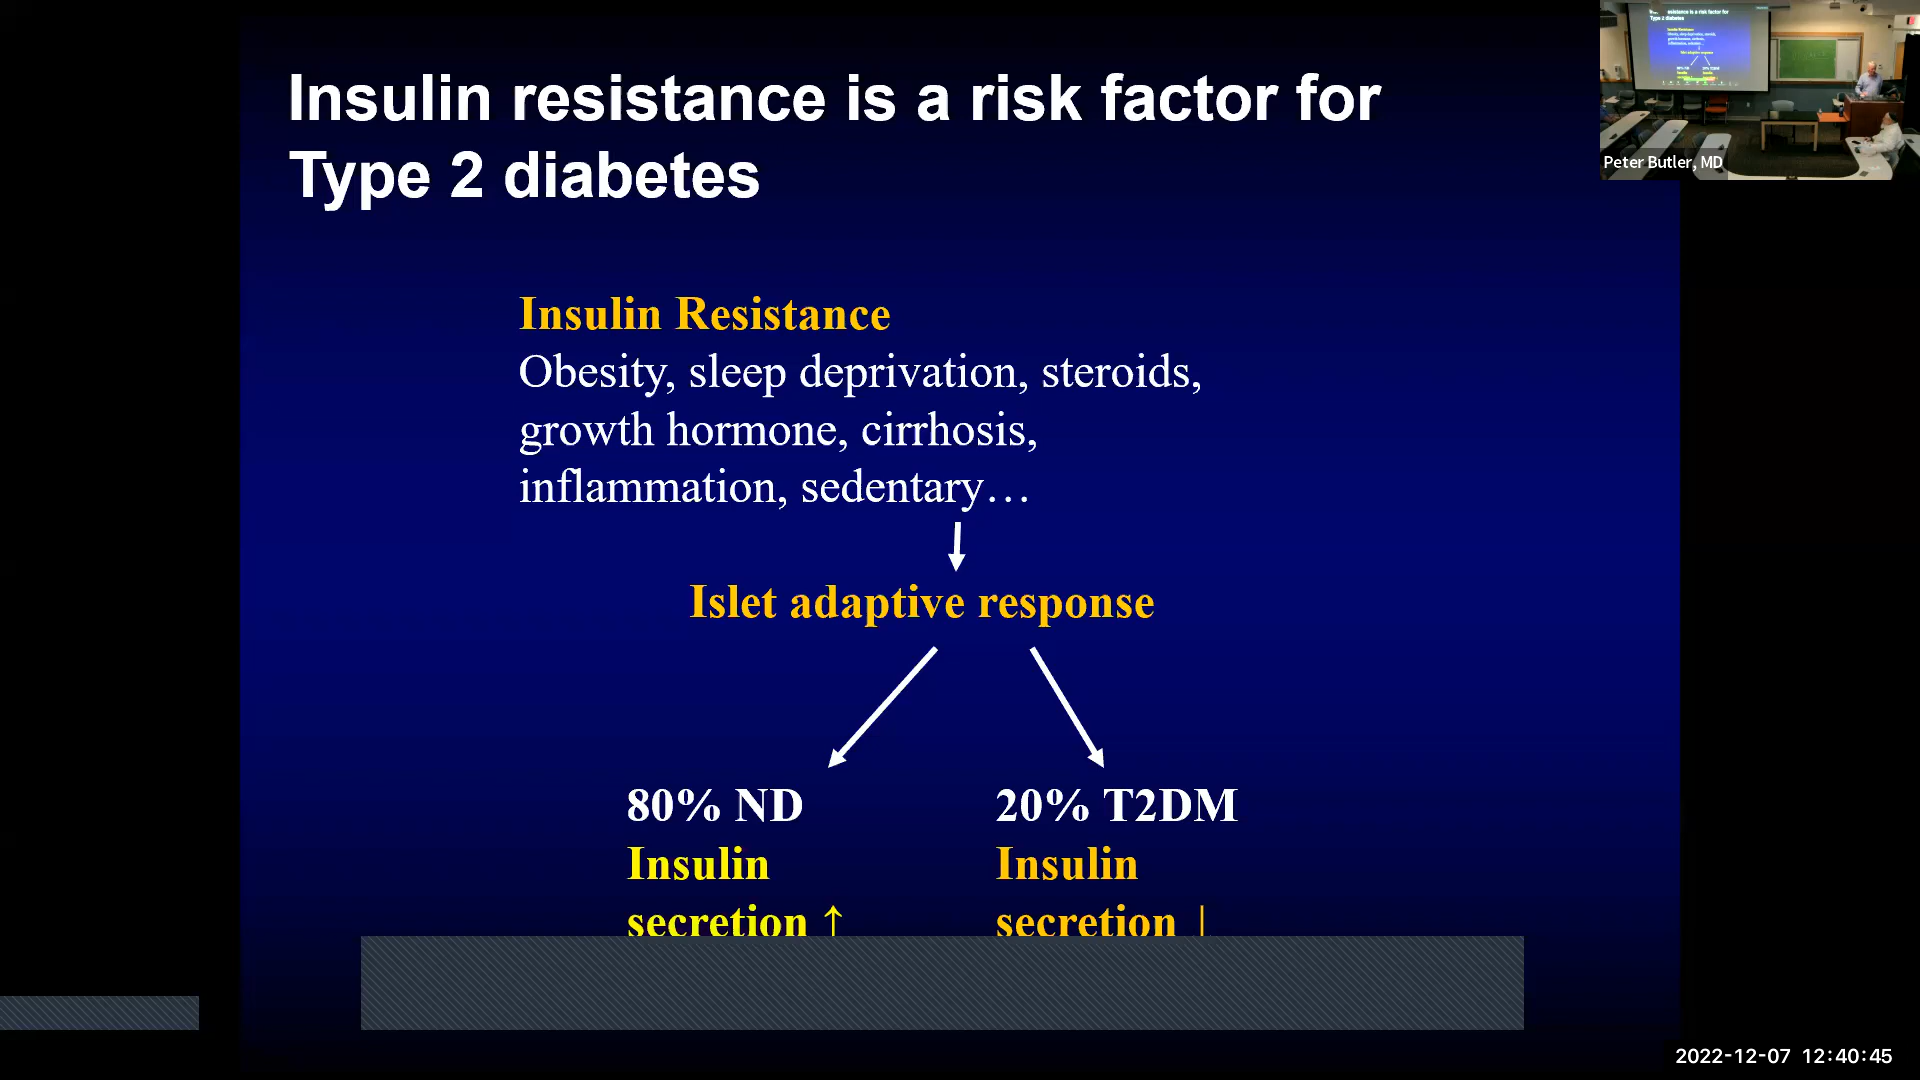 Insulin resistance is a risk factor for
Type 2 diabetes
Insulin Resistance
Obesity, sleep deprivation, steroids,
growth hormone, cirrhosis,
inflammation, sedentary…
Islet adaptive response
80% ND
Insulin
secretion ↑
20% T2DM
Insulin
secretion
Peter Butler, MD
2022-12-07 12:40:45